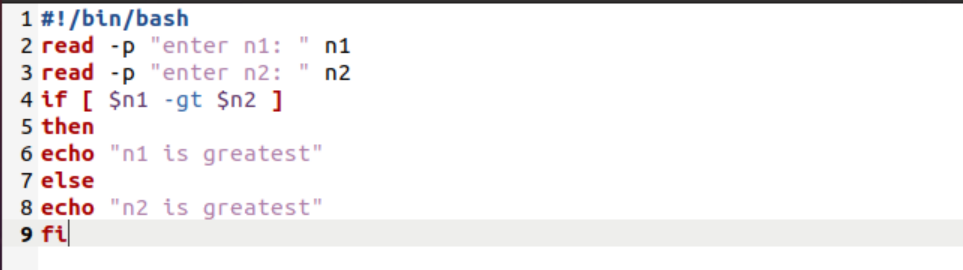 1 #!/bin/bash
2 read -p "enter n1: " n1
3 read -p "enter n2: " n2
4 if [ $n1 -gt $n2 ]
5 then
6 echo "n1 is greatest"
7 else
8 echo "n2 is greatest"
9 fi